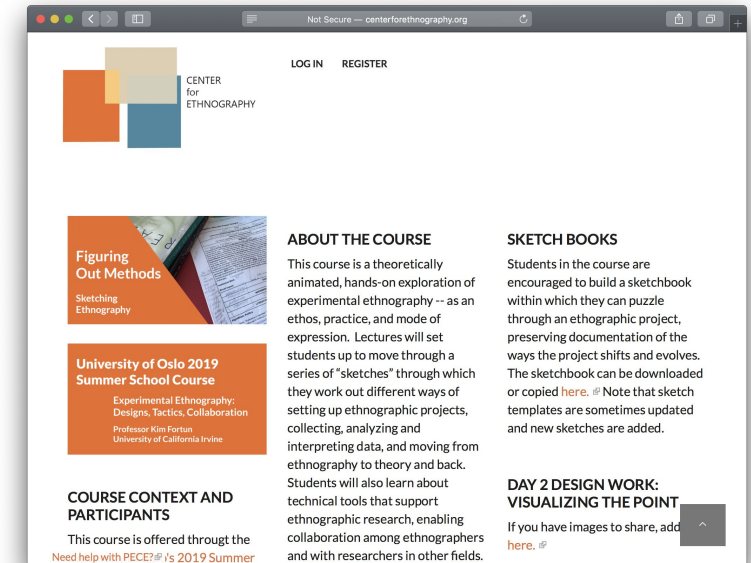 Not Secure — centerforethnography.org
CENTER
for
ETHNOGRAPHY
LOG IN REGISTER
Figuring
Out Methods
Sketching
Ethnography
University of Oslo 2019
Summer School Course
Experimental Ethnography:
Designs, Tactics, Collaboration
Professor Kim Fortun
University of California Irvine
COURSE CONTEXT AND
PARTICIPANTS
This course is offered througt the
Need help with PECE? 's 2019 Summer
ABOUT THE COURSE
This course is a theoretically
animated, hands-on exploration of
experimental ethnography -- as an
ethos, practice, and mode of
expression. Lectures will set
students up to move through a
series of “sketches” through which
they work out different ways of
setting up ethnographic projects,
collecting, analyzing and
interpreting data, and moving from
ethnography to theory and back.
Students will also learn about
technical tools that support
ethnographic research, enabling
collaboration among ethnographers
and with researchers in other fields.
SKETCH BOOKS
Students in the course are
encouraged to build a sketchbook
within which they can puzzle
through an ethographic project,
preserving documentation of the
ways the project shifts and evolves.
The sketchbook can be downloaded
or copied here. Note that sketch
templates are sometimes updated
and new sketches are added.
DAY 2 DESIGN WORK:
VISUALIZING THE POINT
If you have images to share, add
here.